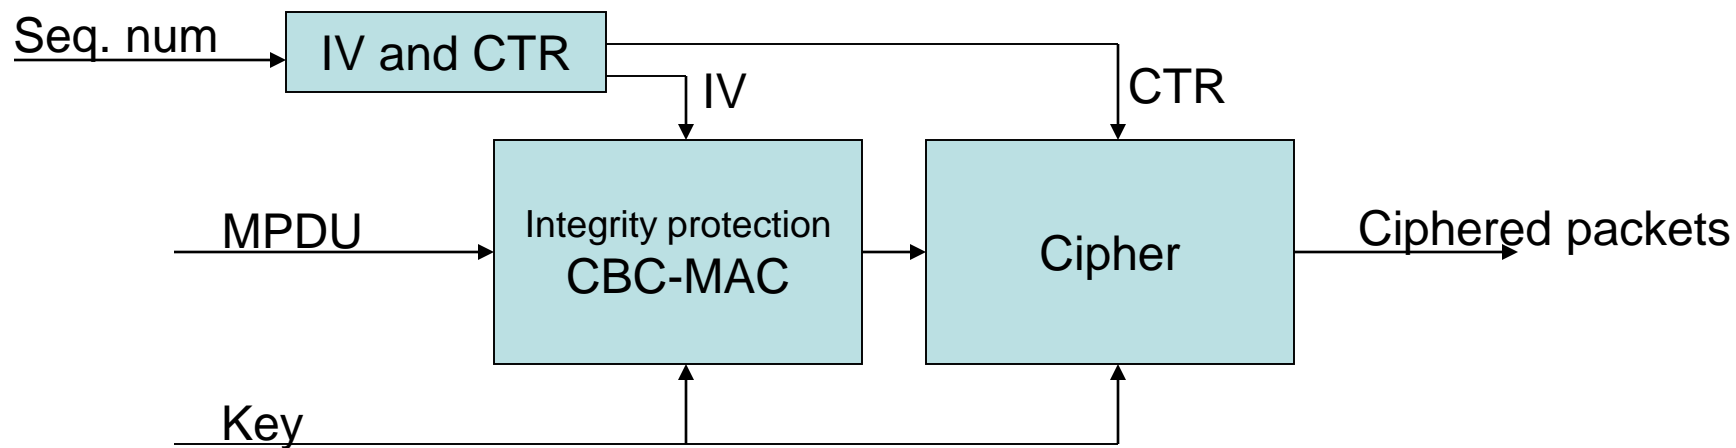 Seq. num
IV and CTR
IV
CTR
MPDU
Integrity protection
CBC-MAC
Cipher
Ciphered packets
Key